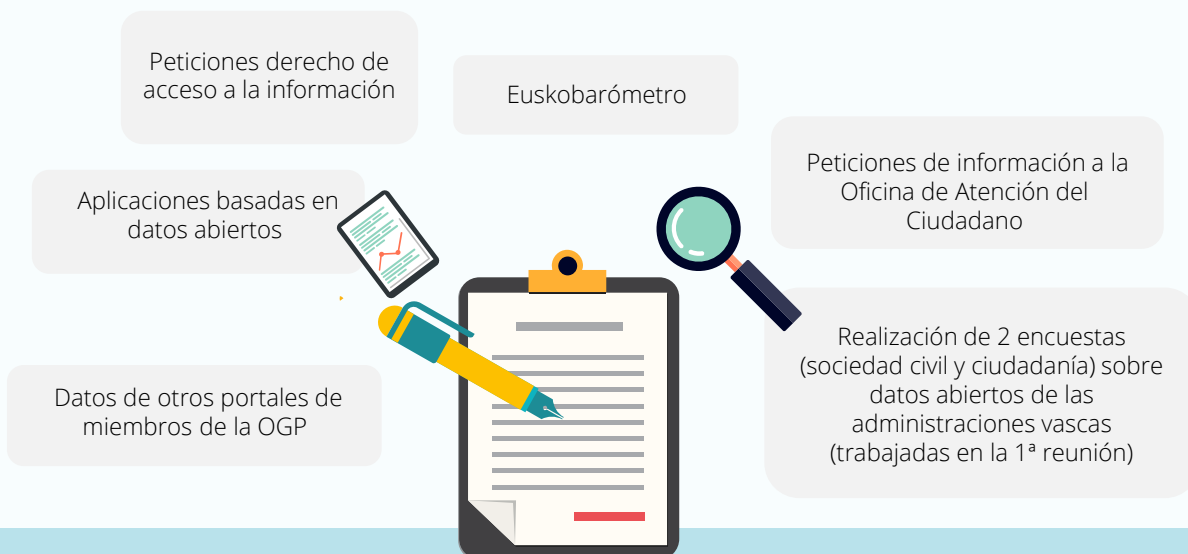 Peticiones derecho de
acceso a la información
Euskobarómetro
Peticiones de información a la
Oficina de Atención del
Ciudadano
Aplicaciones basadas en
datos abiertos
Realización de 2 encuestas
(sociedad civil y ciudadanía) sobre
datos abiertos de las
administraciones vascas
(trabajadas en la 1ª reunión)
Datos de otros portales de
miembros de la OGP